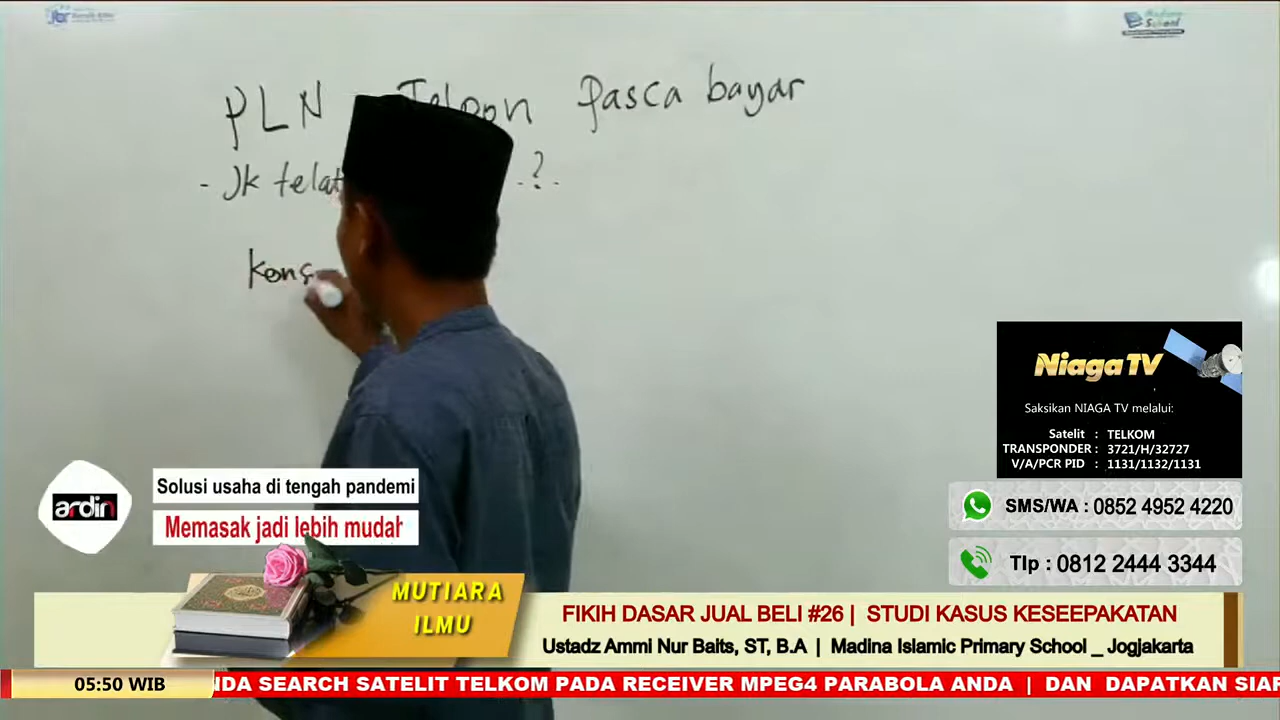 PLN Pasca bayar
- Jk telat ..?.
Kons
Niaga TV
Saksikan NIAGA TV melalui:
Satelit : TELKOM
TRANSPONDER : 3721/H/32727
V/A/PCR PID : 1131/1132/1131
SMS/WA : 0852 4952 4220
Tlp : 0812 2444 3344
ardin
Solusi usaha di tengah pandemi
Memasak jadi lebih mudah
MUTIARA
ILMU
FIKIH DASAR JUAL BELI #26 | STUDI KASUS KESEEPAKATAN
Ustadz Ammi Nur Baits, ST, B.A | Madina Islamic Primary School _ Jogjakarta
05:50 WIB
NDA SEARCH SATELIT TELKOM PADA RECEIVER MPEG4 PARABOLA ANDA | DAN DAPATKAN SIAR